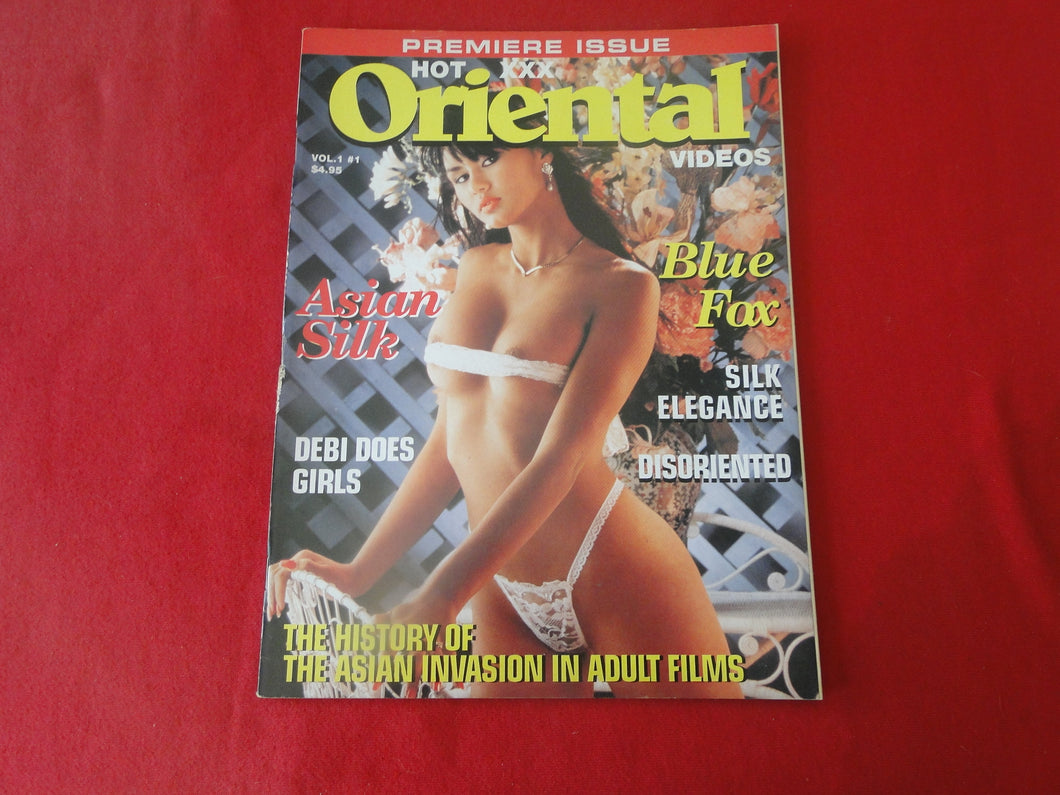 PREMIERE ISSUE
HOT XXX
Oriental
VIDEOS
VOL.1 #1
$4.95
Blue
Fox
Asian
Silk
SILK
ELEGANCE
DEBI DOES
GIRLS
DISORIENTED
THE HISTORY OF
THE ASIAN INVASION IN ADULT FILMS